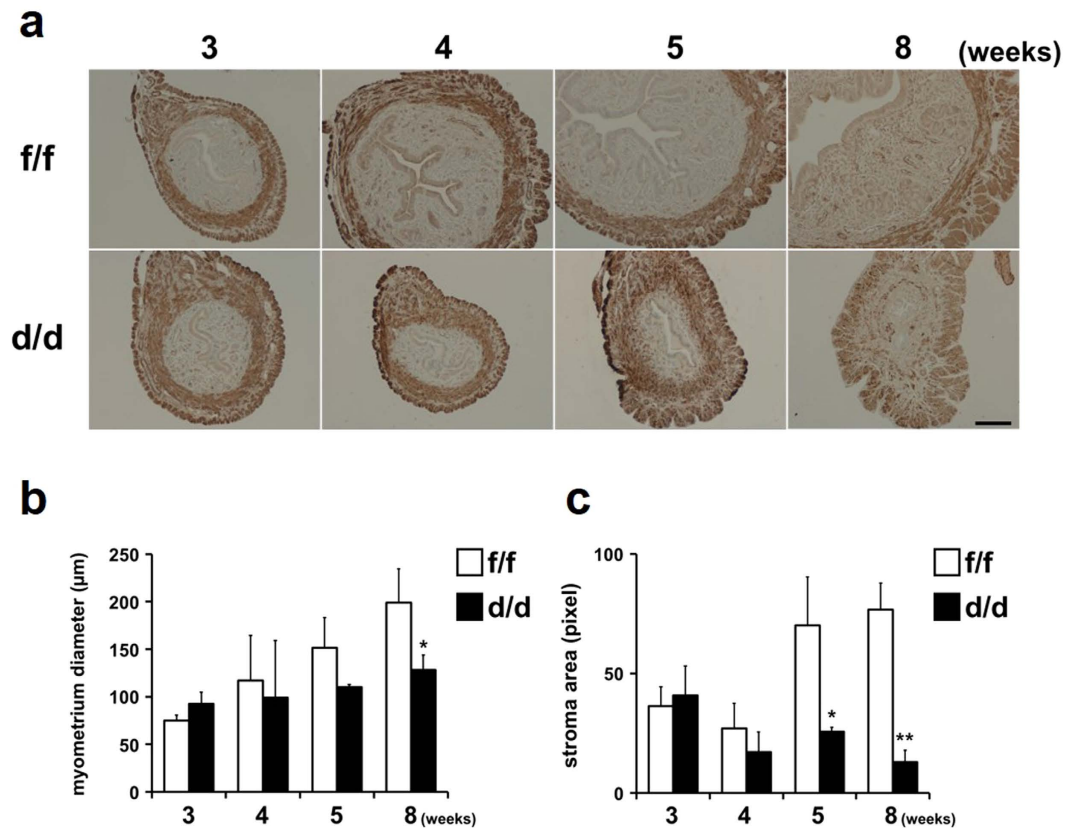 a
3 4 5 8 (weeks)
f/f
d/d
b
myometrium diameter (μm)
250
200
150
100
50
0
*
3 4 5 8 (weeks)
f/f
d/d
c
stroma area (pixel)
100
50
0
*
**
3 4 5 8 (weeks)
f/f
d/d